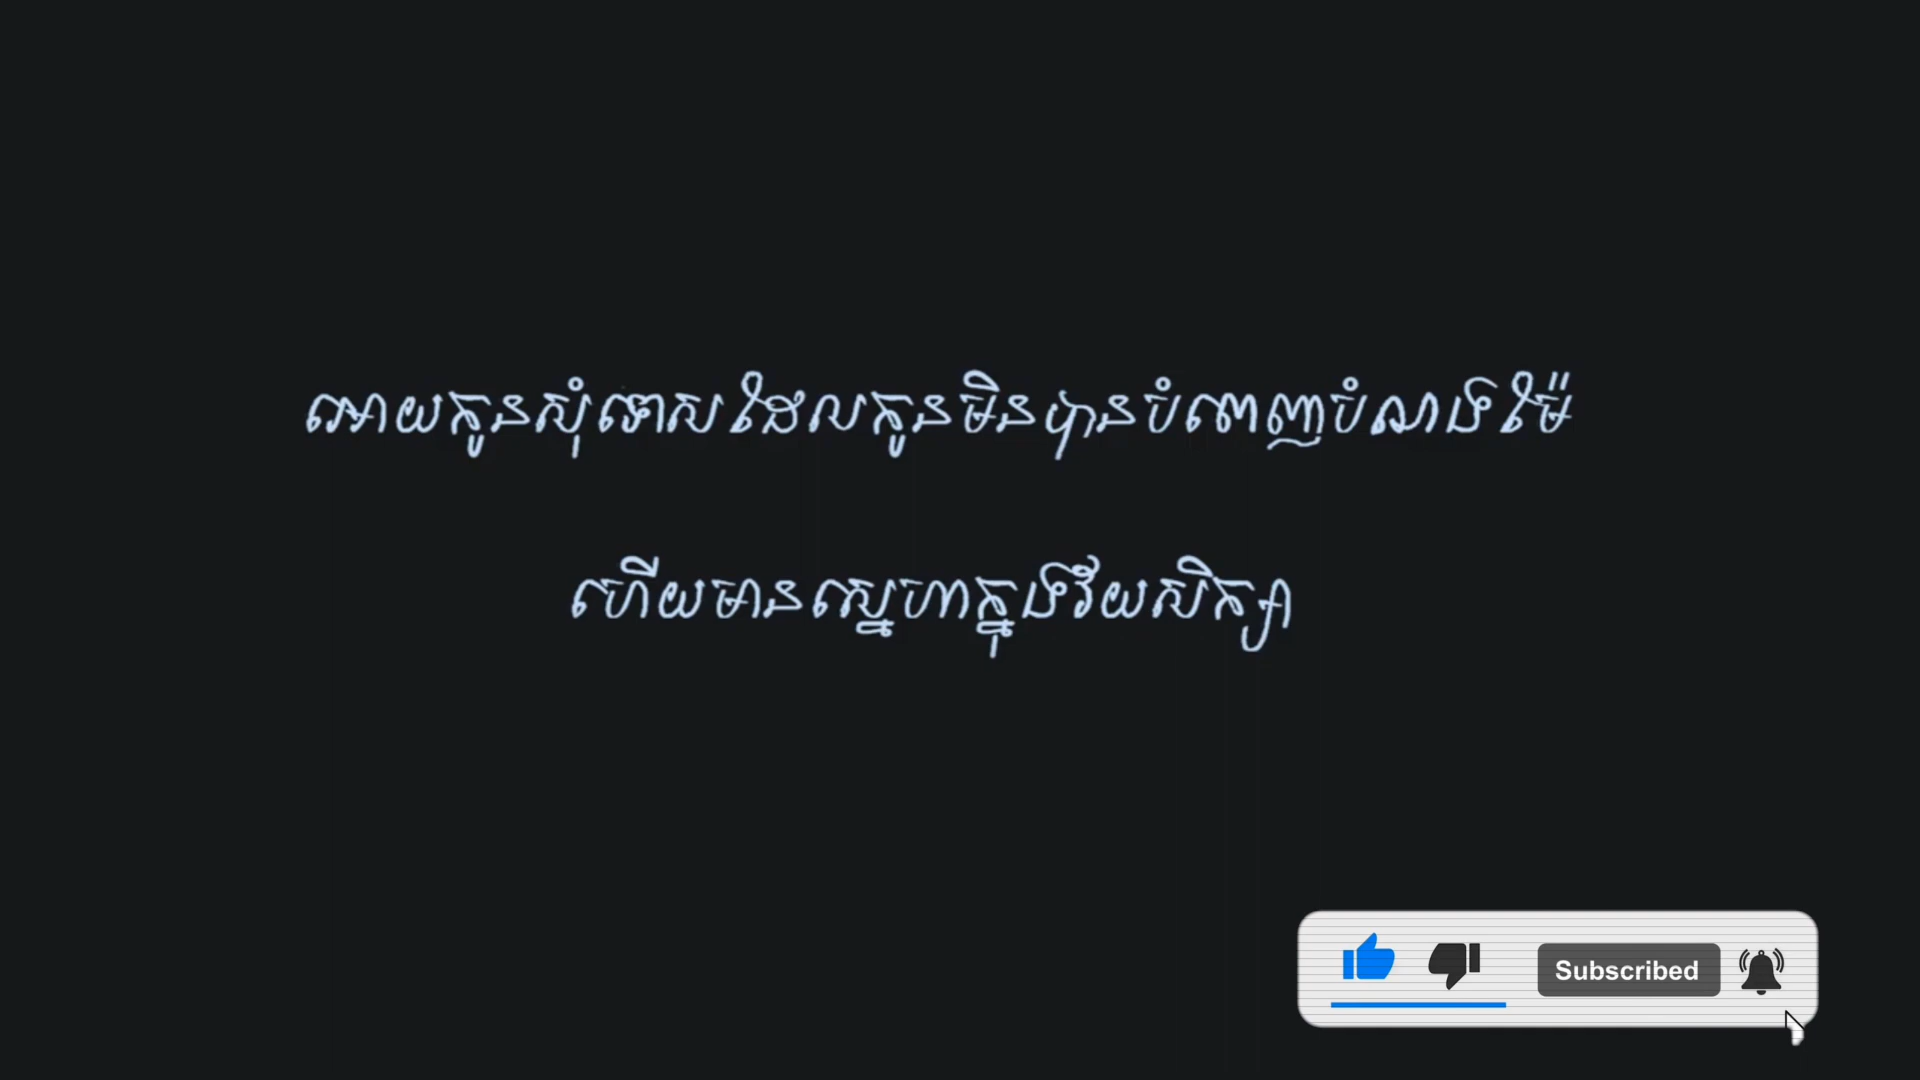 អោយកូនសុំទោសដែលកូនមិនបានបំពេញបំណងម៉ែ
ហើយមានស្នេហាក្នុងវ័យសិក្សា
Subscribed